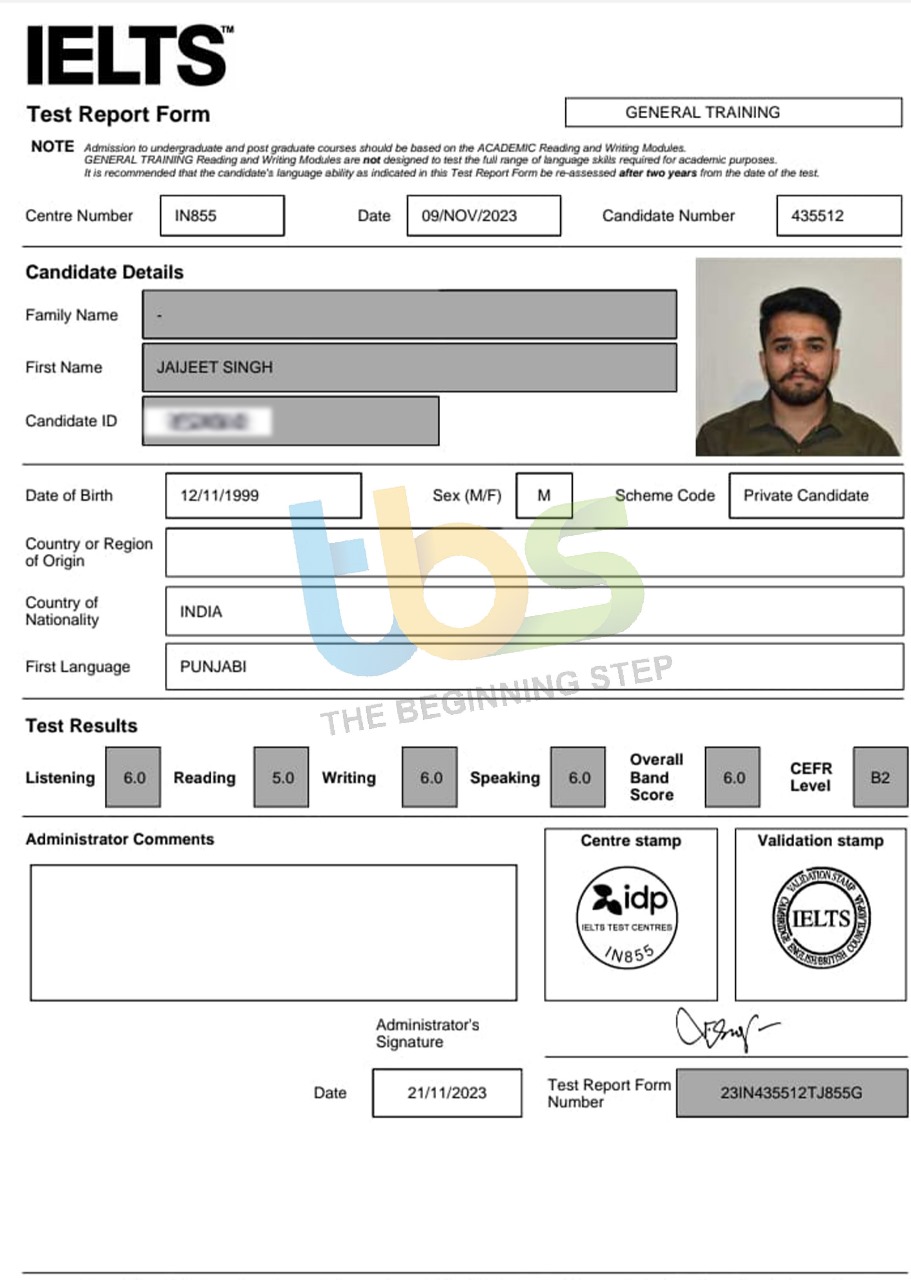 IELTS™
Test Report Form
GENERAL TRAINING
NOTE Admission to undergraduate and post graduate courses should be based on the ACADEMIC Reading and Writing Modules.
GENERAL TRAINING Reading and Writing Modules are not designed to test the full range of language skills required for academic purposes.
It is recommended that the candidate's language ability as indicated in this Test Report Form be re-assessed after two years from the date of the test.
Centre Number IN855 Date 09/NOV/2023 Candidate Number 435512
Candidate Details
Family Name -
First Name JAIJEET SINGH
Candidate ID
Date of Birth 12/11/1999 Sex (M/F) M Scheme Code Private Candidate
Country or Region
of Origin
Country of
Nationality INDIA
First Language PUNJABI
tbs
THE BEGINNING STEP
Test Results
Listening 6.0 Reading 5.0 Writing 6.0 Speaking 6.0 Overall
Band
Score 6.0 CEFR
Level B2
Administrator Comments
Centre stamp
idp
IELTS TEST CENTRES
IN855
Validation stamp
VALIDATION STAMP
CAMBRIDGE ENGLISH BRITISH COUNCIL IDP:IA
IELTS
Administrator's
Signature
Date 21/11/2023
Test Report Form
Number 23IN435512TJ855G